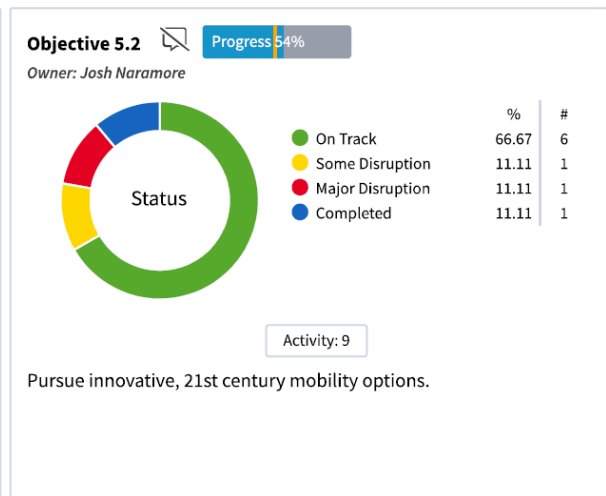 Objective 5.2
Progress 54%
Owner: Josh Naramore
% #
Status
On Track 66.67 6
Some Disruption 11.11 1
Major Disruption 11.11 1
Completed 11.11 1
Activity: 9
Pursue innovative, 21st century mobility options.